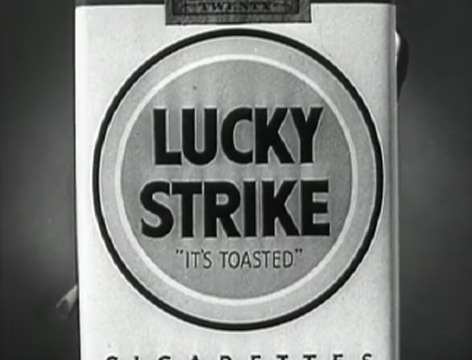 TWENTY
LUCKY
STRIKE
"IT'S TOASTED"
CIGARETTES